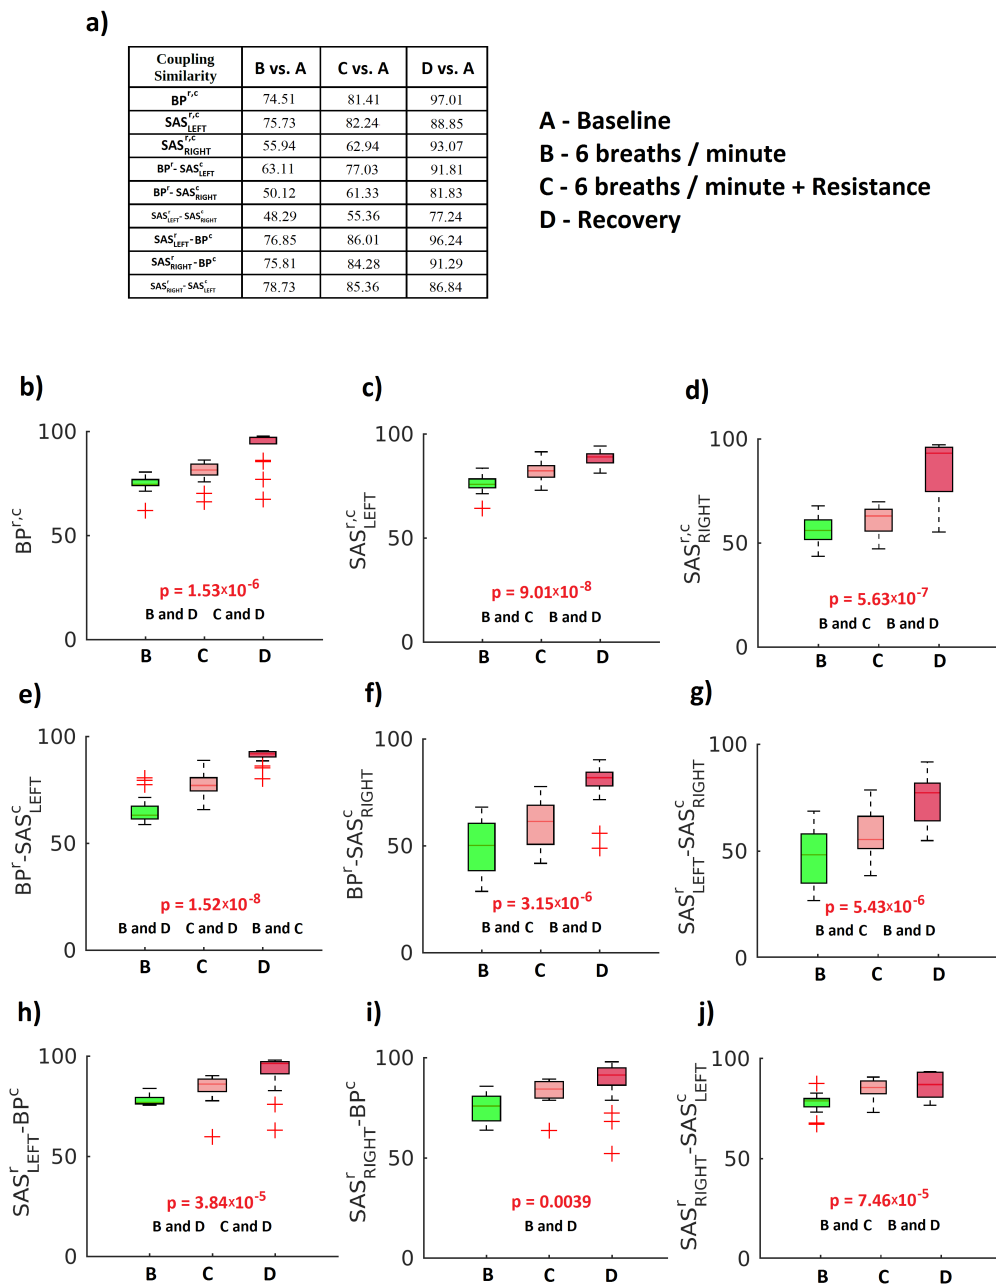 a)
Coupling Similarity B vs. A C vs. A D vs. A
BP^r,c 74.51 81.41 97.01
SAS^r,c_LEFT 75.73 82.24 88.85
SAS^r,c_RIGHT 55.94 62.94 93.07
BP^r-SAS^c_LEFT 63.11 77.03 91.81
BP^r-SAS^c_RIGHT 50.12 61.33 81.83
SAS^r_LEFT-SAS^c_RIGHT 48.29 55.36 77.24
SAS^r_LEFT-BP^c 76.85 86.01 96.24
SAS^r_RIGHT-BP^c 75.81 84.28 91.29
SAS^r_RIGHT-SAS^c_LEFT 78.73 85.36 86.84
A - Baseline
B - 6 breaths / minute
C - 6 breaths / minute + Resistance
D - Recovery
b)
BP^r,c
100
50
0
p = 1.53x10^-6
B and D C and D
B C D
c)
SAS^r,c_LEFT
100
50
0
p = 9.01x10^-8
B and C B and D
B C D
d)
SAS^r,c_RIGHT
100
50
0
p = 5.63x10^-7
B and C B and D
B C D
e)
BP^r-SAS^c_LEFT
100
50
0
p = 1.52x10^-8
B and D C and D B and C
B C D
f)
BP^r-SAS^c_RIGHT
100
50
0
p = 3.15x10^-6
B and C B and D
B C D
g)
SAS^r_LEFT-SAS^c_RIGHT
100
50
0
p = 5.43x10^-6
B and C B and D
B C D
h)
SAS^r_LEFT-BP^c
100
50
0
p = 3.84x10^-5
B and D C and D
B C D
i)
SAS^r_RIGHT-BP^c
100
50
0
p = 0.0039
B and D
B C D
j)
SAS^r_RIGHT-SAS^c_LEFT
100
50
0
p = 7.46x10^-5
B and C B and D
B C D